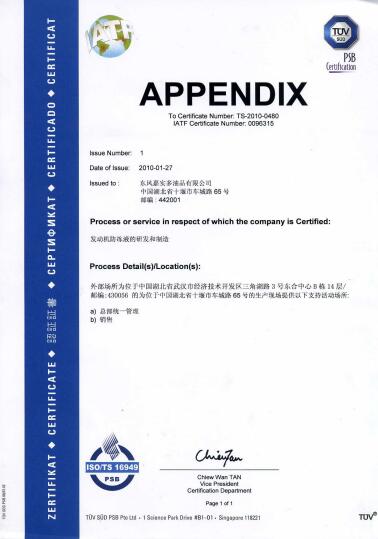 IATF
TÜV
SÜD
PSB
Certification
APPENDIX
To Certificate Number: TS-2010-0480
IATF Certificate Number: 0096315
Issue Number: 1
Date of Issue: 2010-01-27
Issued to : 东风嘉实多油品有限公司
中国湖北省十堰市车城路 65 号
邮编 : 442001
Process or service in respect of which the company is Certified:
发动机防冻液的研发和制造
Process Detail(s)/Location(s):
外部场所为位于中国湖北省武汉市经济技术开发区三角湖路 3 号东合中心 B 栋 14 层/
邮编:430056 的为位于中国湖北省十堰市车城路 65 号的生产现场提供以下支持活动场所:
a) 总部统一管理
b) 销售
ISO/TS 16949
PSB
Chiew Wan TAN
Vice President
Certification Department
Page 1 of 1
TÜV SÜD PSB Pte Ltd • 1 Science Park Drive #B1-01 • Singapore 118221
TÜV®
ZERTIFIKAT ◆ CERTIFICATE ◆ 認証証書 ◆ СЕРТИФИКАТ ◆ CERTIFICADO ◆ CERTIFICAT